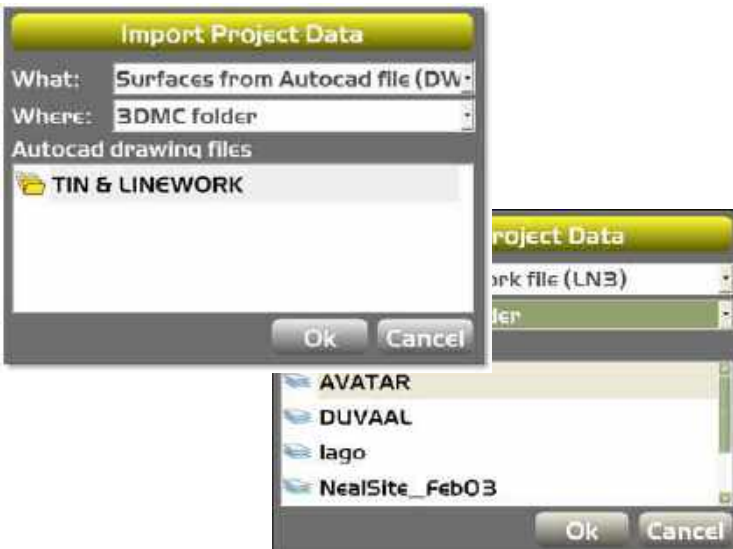 Import Project Data
What: Surfaces from Autocad file (DW
Where: 3DMC folder
Autocad drawing files
TIN & LINEWORK
Ok Cancel
roject Data
ork file (LN3)
der
AVATAR
DUVAAL
lago
NealSite_Feb03
Ok Cancel